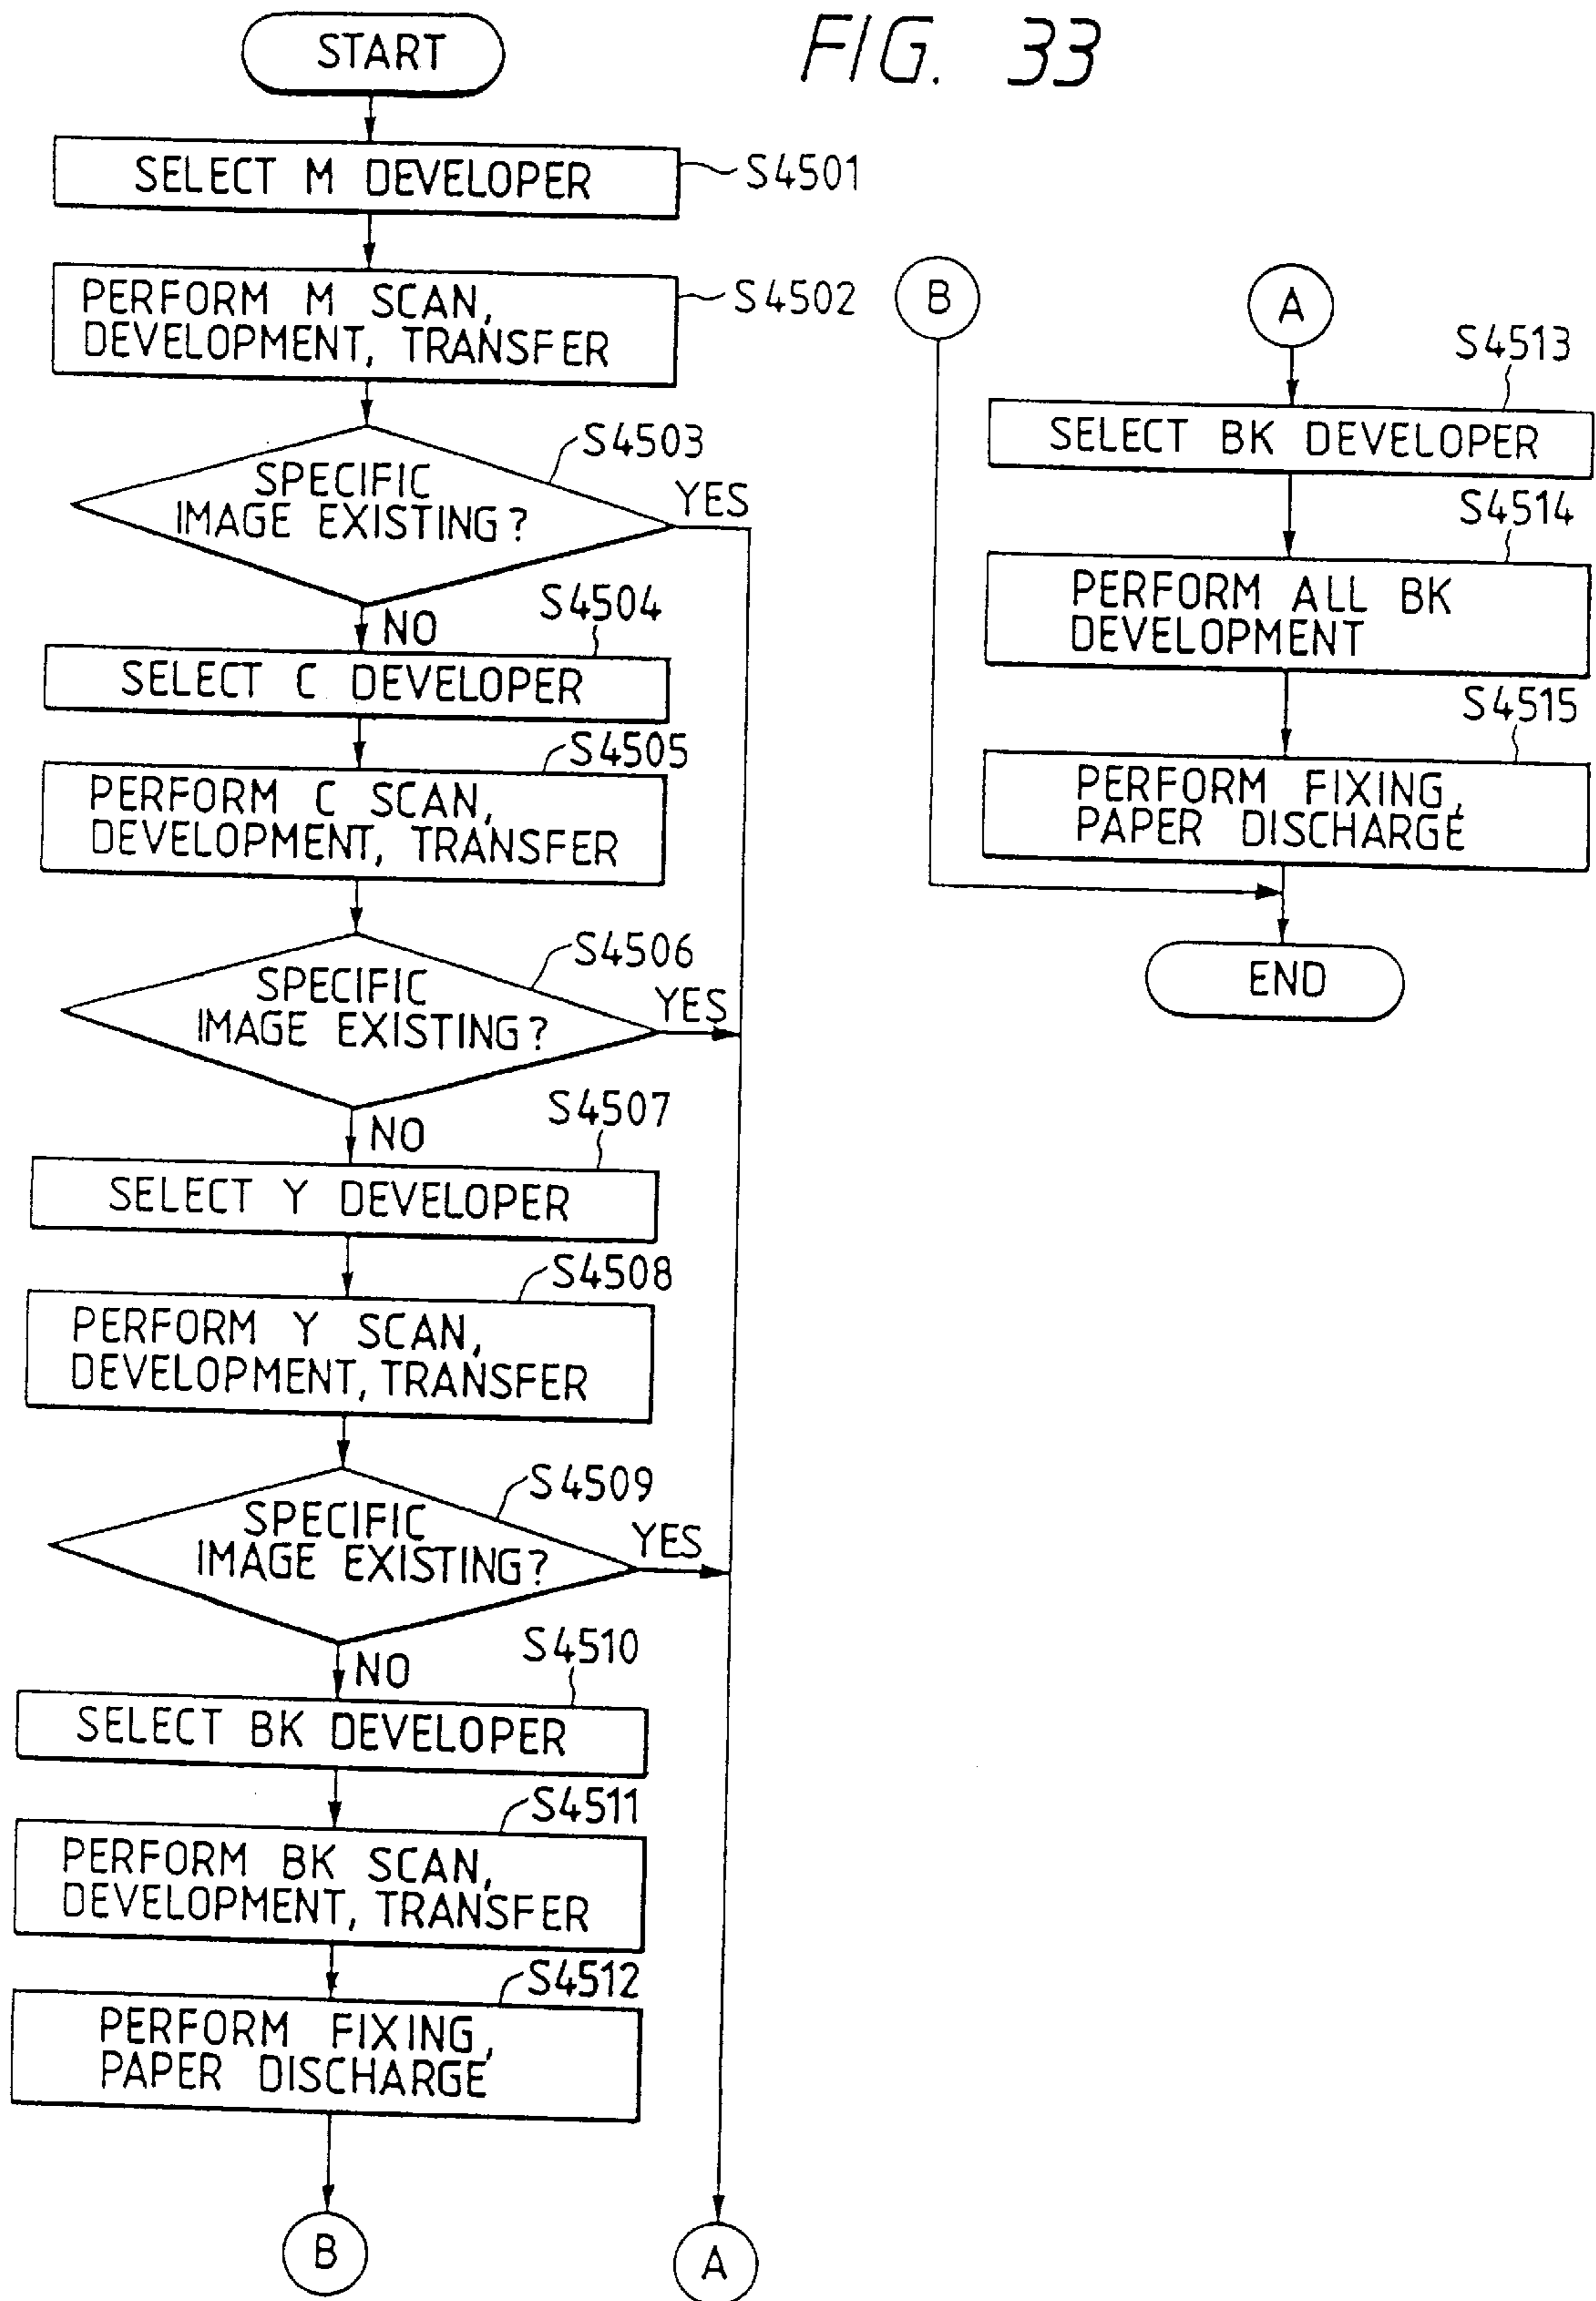 FIG. 33
START
SELECT M DEVELOPER
S4501
PERFORM M SCAN,
DEVELOPMENT, TRANSFER
S4502
S4503
SPECIFIC
IMAGE EXISTING?
YES
NO
S4504
SELECT C DEVELOPER
S4505
PERFORM C SCAN,
DEVELOPMENT, TRANSFER
S4506
SPECIFIC
IMAGE EXISTING?
YES
NO
S4507
SELECT Y DEVELOPER
S4508
PERFORM Y SCAN,
DEVELOPMENT, TRANSFER
S4509
SPECIFIC
IMAGE EXISTING?
YES
NO
S4510
SELECT BK DEVELOPER
S4511
PERFORM BK SCAN,
DEVELOPMENT, TRANSFER
S4512
PERFORM FIXING,
PAPER DISCHARGE
B
A
B
A
S4513
SELECT BK DEVELOPER
S4514
PERFORM ALL BK
DEVELOPMENT
S4515
PERFORM FIXING,
PAPER DISCHARGE
END